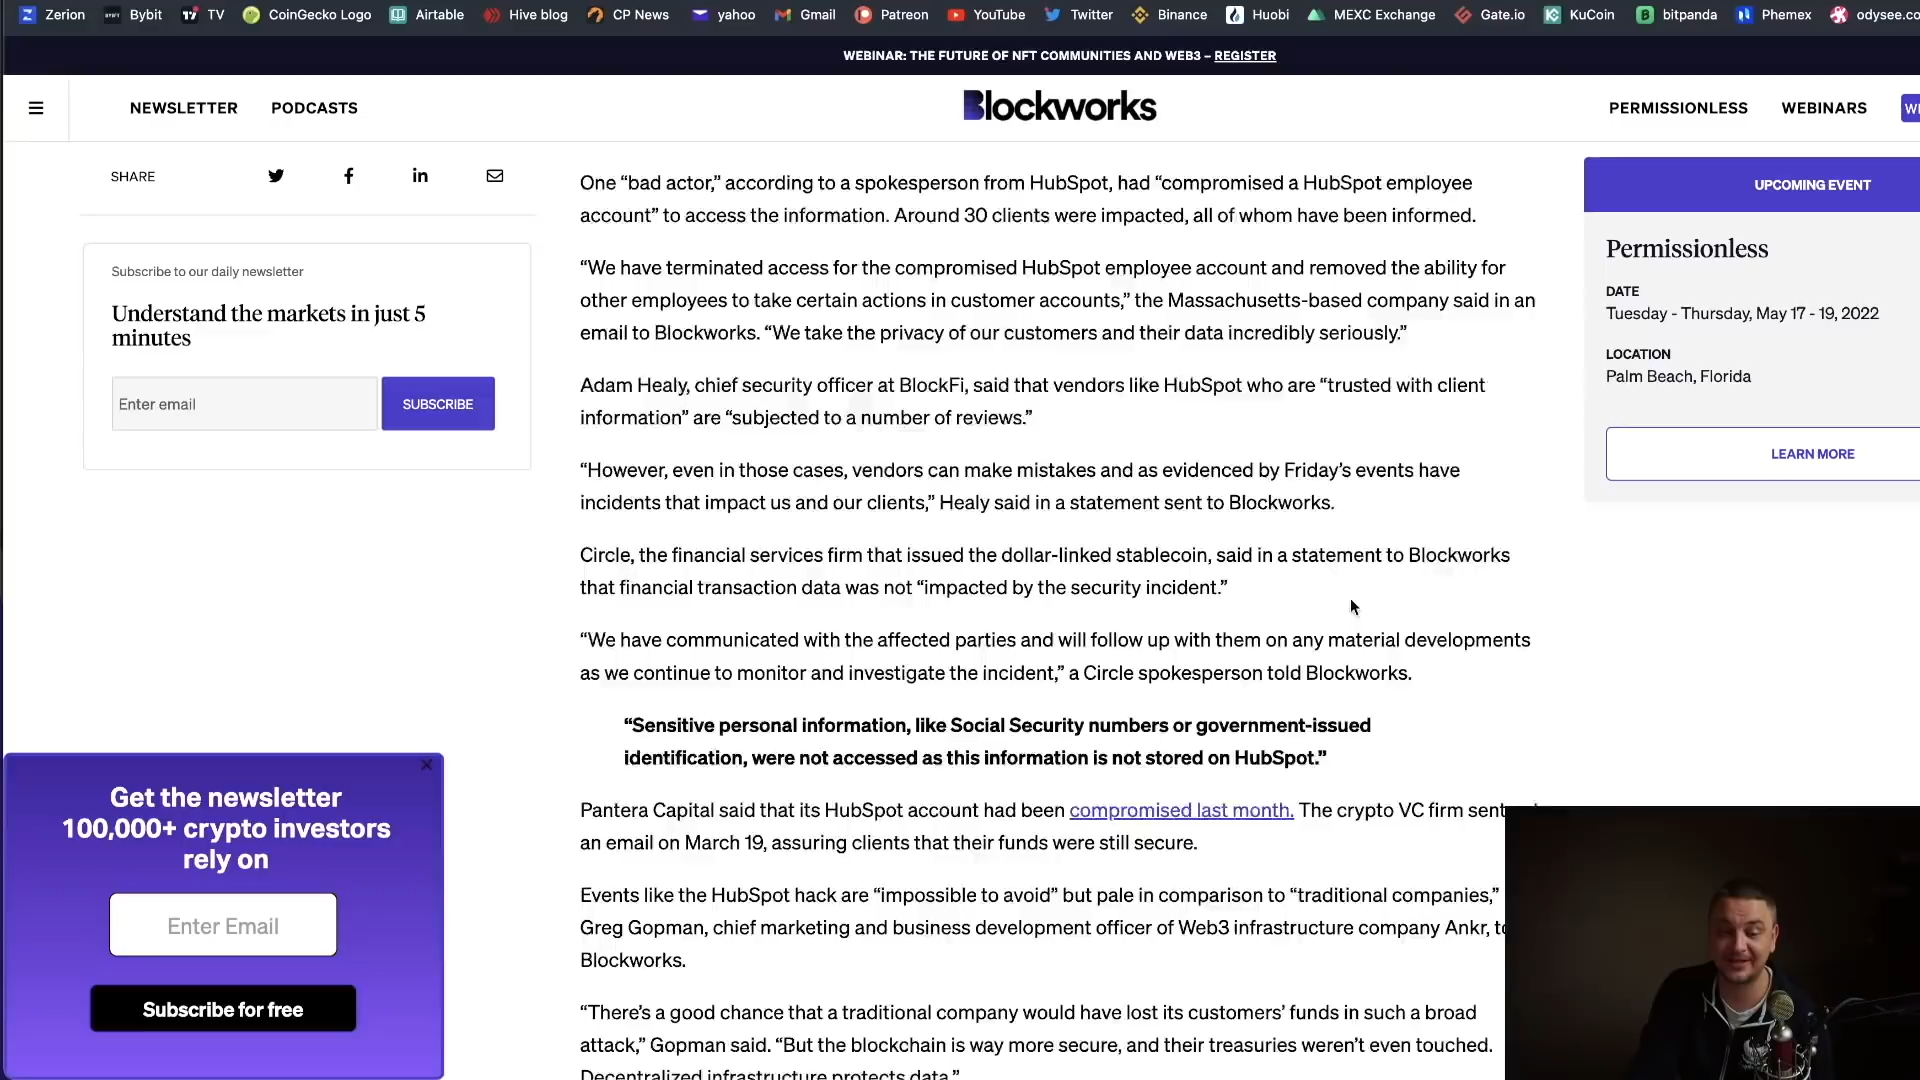 Zerion Bybit TV CoinGecko Logo Airtable Hive blog CP News yahoo Gmail Patreon YouTube Twitter Binance Huobi MEXC Exchange Gate.io KuCoin bitpanda Phemex
WEBINAR: THE FUTURE OF NFT COMMUNITIES AND WEB3 – REGISTER
NEWSLETTER PODCASTS Blockworks PERMISSIONLESS WEBINARS
SHARE
Subscribe to our daily newsletter
Understand the markets in just 5
minutes
Enter email SUBSCRIBE
One “bad actor,” according to a spokesperson from HubSpot, had “compromised a HubSpot employee
account” to access the information. Around 30 clients were impacted, all of whom have been informed.
“We have terminated access for the compromised HubSpot employee account and removed the ability for
other employees to take certain actions in customer accounts,” the Massachusetts-based company said in an
email to Blockworks. “We take the privacy of our customers and their data incredibly seriously.”
Adam Healy, chief security officer at BlockFi, said that vendors like HubSpot who are “trusted with client
information” are “subjected to a number of reviews.”
“However, even in those cases, vendors can make mistakes and as evidenced by Friday’s events have
incidents that impact us and our clients,” Healy said in a statement sent to Blockworks.
Circle, the financial services firm that issued the dollar-linked stablecoin, said in a statement to Blockworks
that financial transaction data was not “impacted by the security incident.”
“We have communicated with the affected parties and will follow up with them on any material developments
as we continue to monitor and investigate the incident,” a Circle spokesperson told Blockworks.
“Sensitive personal information, like Social Security numbers or government-issued
identification, were not accessed as this information is not stored on HubSpot.”
Pantera Capital said that its HubSpot account had been compromised last month. The crypto VC firm sent
an email on March 19, assuring clients that their funds were still secure.
Events like the HubSpot hack are “impossible to avoid” but pale in comparison to “traditional companies,”
Greg Gopman, chief marketing and business development officer of Web3 infrastructure company Ankr,
Blockworks.
“There’s a good chance that a traditional company would have lost its customers’ funds in such a broad
attack,” Gopman said. “But the blockchain is way more secure, and their treasuries weren’t even touched.
Decentralized infrastructure protects data.”
UPCOMING EVENT
Permissionless
DATE
Tuesday - Thursday, May 17 - 19, 2022
LOCATION
Palm Beach, Florida
LEARN MORE
Get the newsletter
100,000+ crypto investors
rely on
Enter Email
Subscribe for free